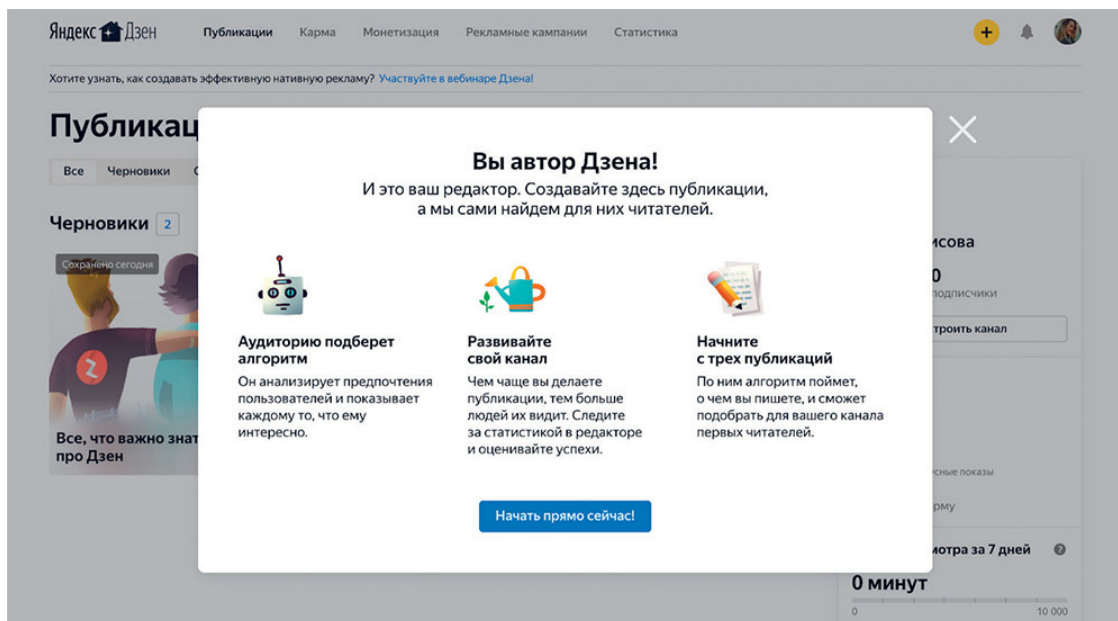 Яндекс Дзен Публикации Карма Монетизация Рекламные кампании Статистика
Хотите узнать, как создавать эффективную нативную рекламу? Участвуйте в вебинаре Дзена!
Публикац
Все Черновики
Черновики 2
Сохранено сегодня
Z
Все, что важно знат
про Дзен
Вы автор Дзена!
И это ваш редактор. Создавайте здесь публикации,
а мы сами найдем для них читателей.
Аудиторию подберет
алгоритм
Он анализирует предпочтения
пользователей и показывает
каждому то, что ему
интересно.
Развивайте
свой канал
Чем чаще вы делаете
публикации, тем больше
людей их видит. Следите
за статистикой в редакторе
и оценивайте успехи.
Начните
с трех публикаций
По ним алгоритм поймет,
о чем вы пишете, и сможет
подобрать для вашего канала
первых читателей.
Начать прямо сейчас!
исова
0
подписчики
троить канал
усные показы
рму
мотра за 7 дней ?
0 минут
0 10 000